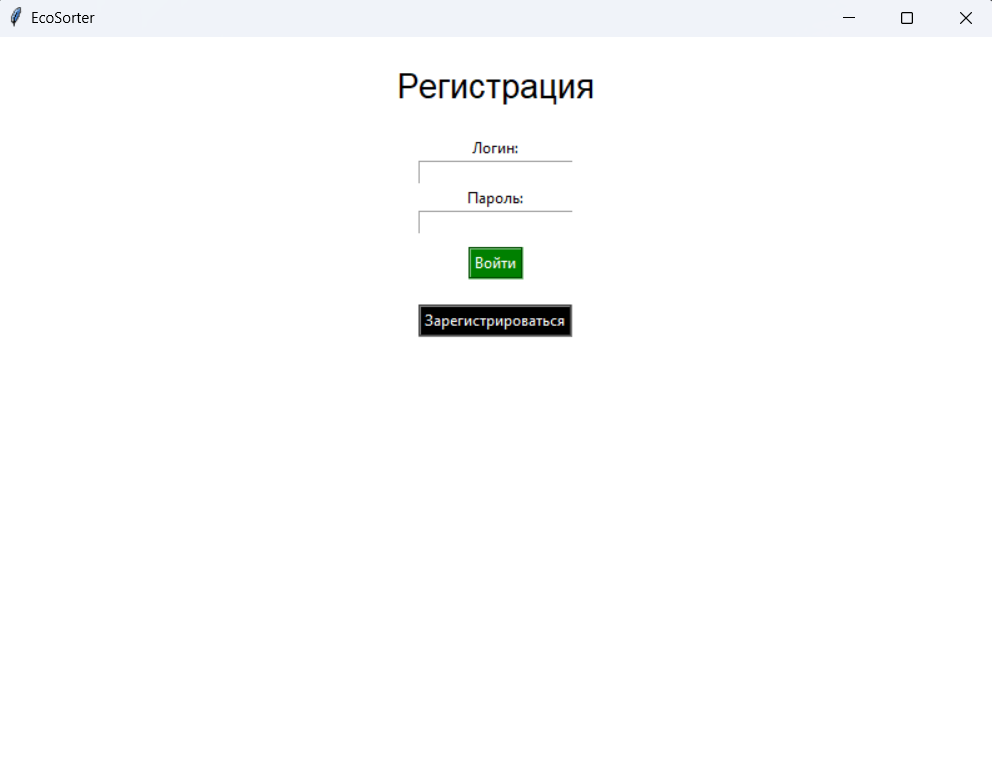 EcoSorter
Регистрация
Логин:
Пароль:
Войти
Зарегистрироваться